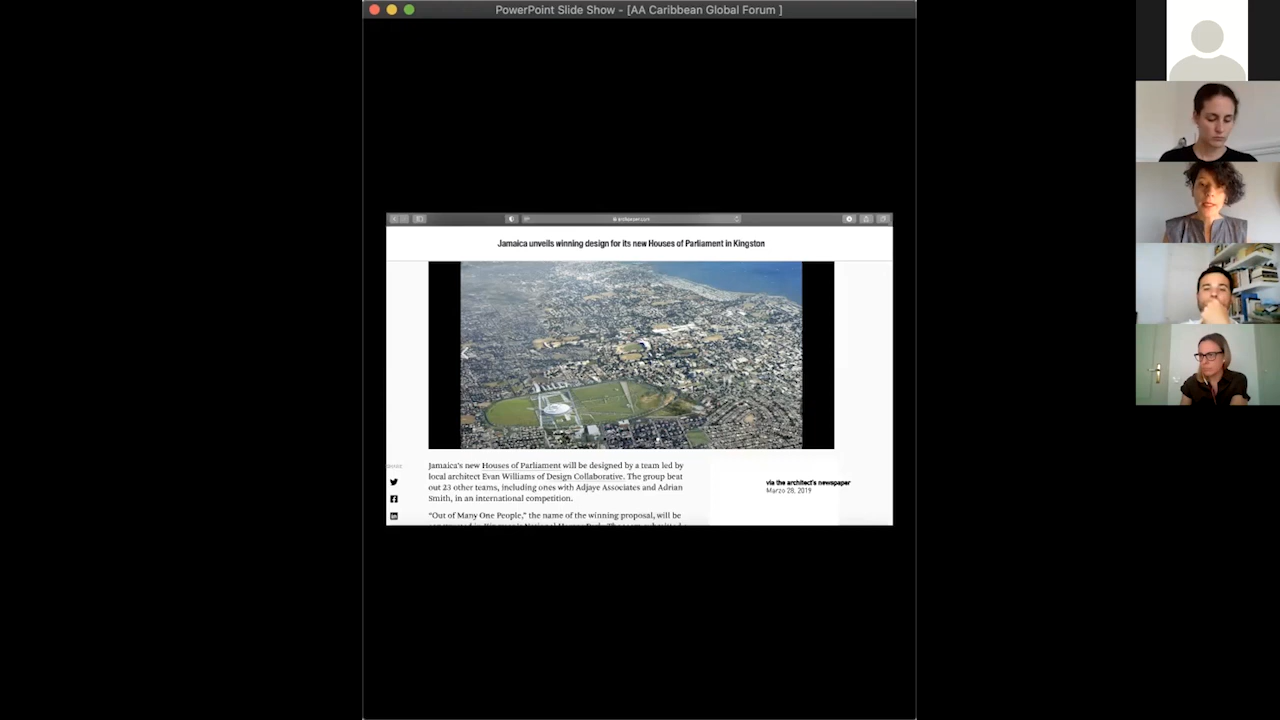 PowerPoint Slide Show - [AA Caribbean Global Forum ]
archpaper.com
Jamaica unveils winning design for its new Houses of Parliament in Kingston
SHARE
Jamaica's new Houses of Parliament will be designed by a team led by
local architect Evan Williams of Design Collaborative. The group beat
out 23 other teams, including ones with Adjaye Associates and Adrian
Smith, in an international competition.
"Out of Many One People," the name of the winning proposal, will be
via the architect's newspaper
Marzo 28, 2019